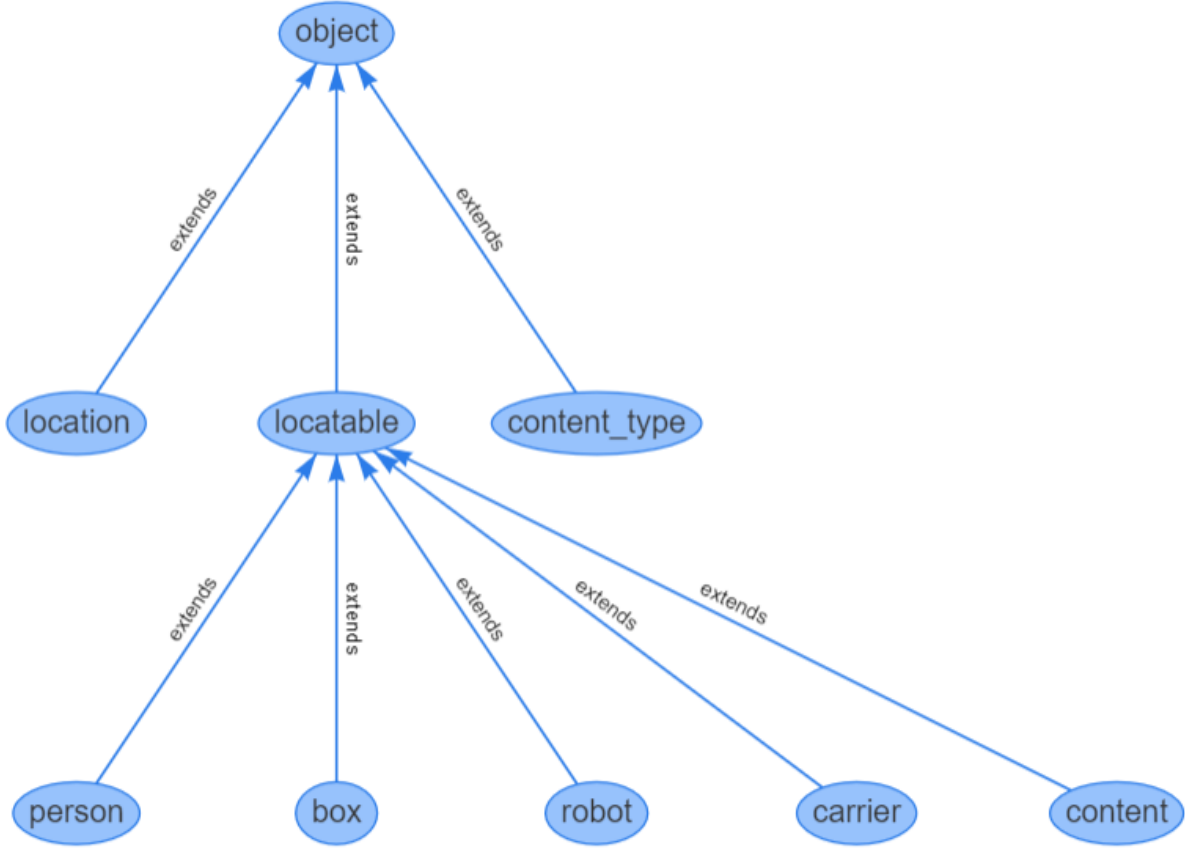 object
extends
extends
extends
location
locatable
content_type
extends
extends
extends
extends
extends
person
box
robot
carrier
content